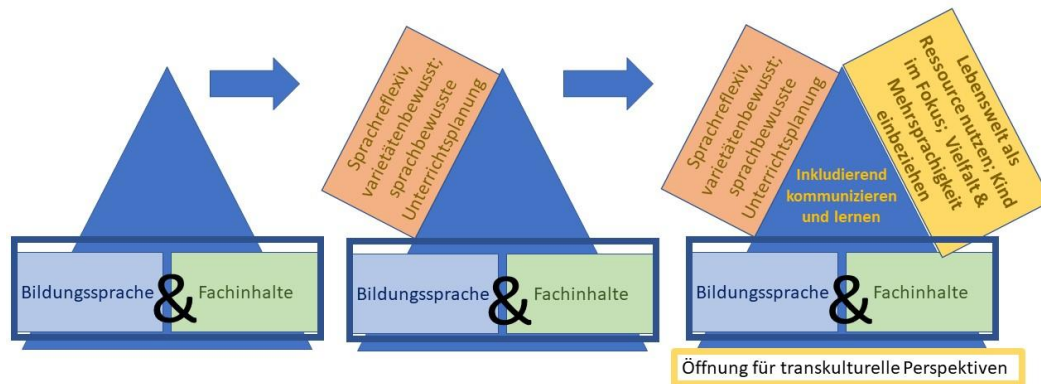 Bildungssprache & Fachinhalte
Sprachreflexiv,
varietätenbewusst;
sprachbewusste
Unterrichtsplanung
Bildungssprache & Fachinhalte
Sprachreflexiv,
varietätenbewusst;
sprachbewusste
Unterrichtsplanung
Inkludierend
kommunizieren
und lernen
Lebenswelt als
Ressource nutzen; Kind
im Fokus; Vielfalt &
Mehrsprachigkeit
einbeziehen
Bildungssprache & Fachinhalte
Öffnung für transkulturelle Perspektiven